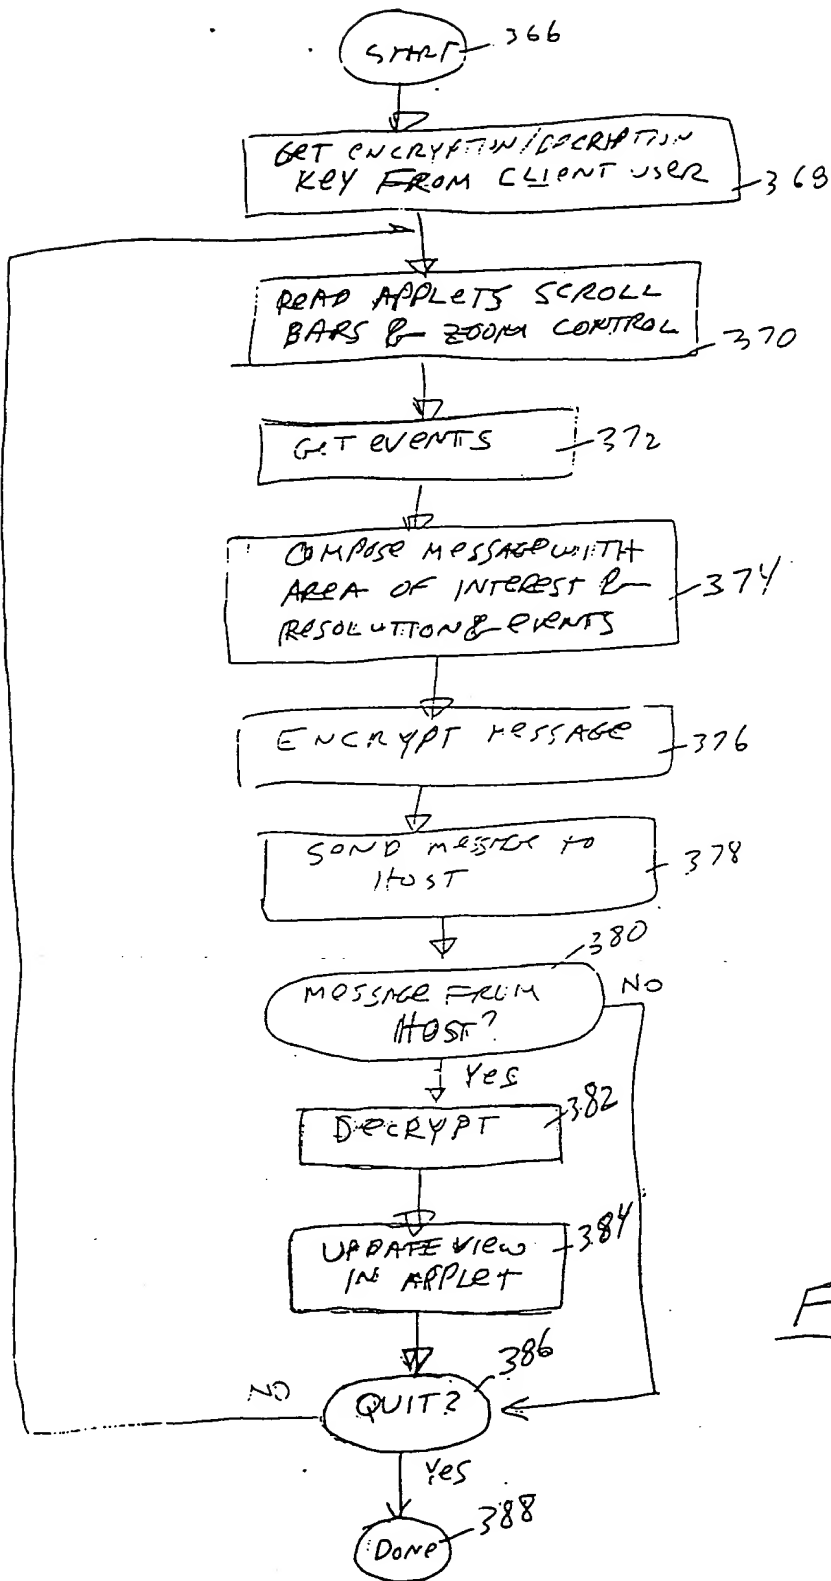 START 366
GET ENCRYPTION/DECRYPTION
KEY FROM CLIENT USER
368
READ APPLETS SCROLL
BARS & ZOOM CONTROL
370
GET EVENTS 372
COMPOSE MESSAGE WITH
AREA OF INTEREST &
RESOLUTION & EVENTS
374
ENCRYPT MESSAGE 376
SEND MESSAGE TO
HOST
378
380
MESSAGE FROM
HOST?
NO
Yes
DECRYPT 382
UPDATE VIEW
IN APPLET
384
F
386
NO
QUIT?
Yes
388
DONE